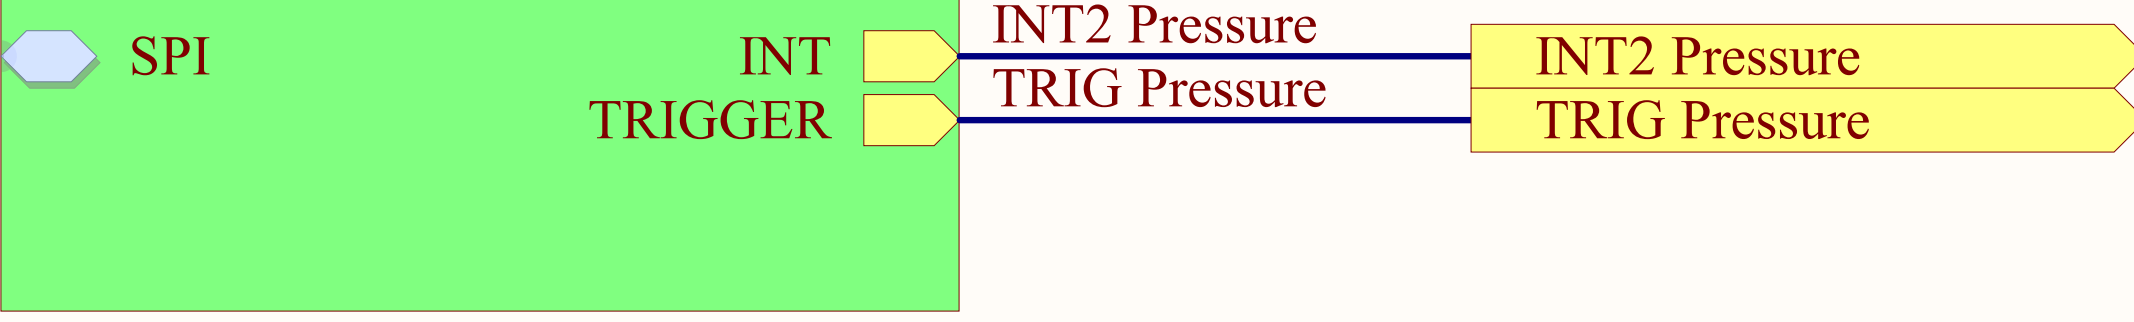 INT2 Pressure
SPI INT INT2 Pressure
TRIG Pressure
TRIGGER TRIG Pressure